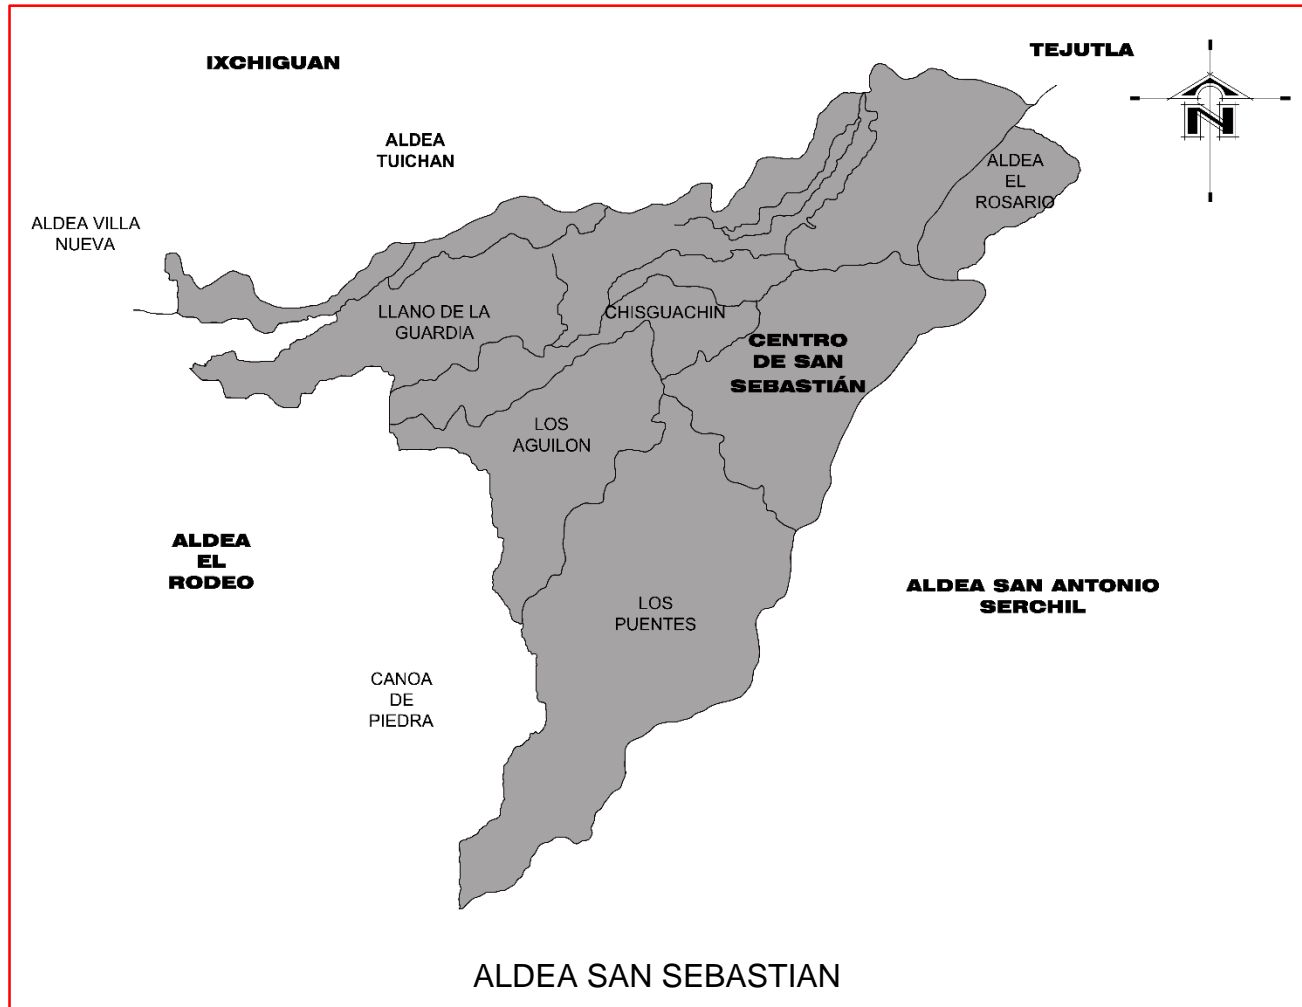 IXCHIGUAN
TEJUTLA
N
ALDEA
TUICHAN
ALDEA
EL
ROSARIO
ALDEA VILLA
NUEVA
LLANO DE LA
GUARDIA
CHISGUACHIN
CENTRO
DE SAN
SEBASTIÁN
LOS
AGUILON
ALDEA
EL
RODEO
ALDEA SAN ANTONIO
SERCHIL
LOS
PUENTES
CANOA
DE
PIEDRA
ALDEA SAN SEBASTIAN